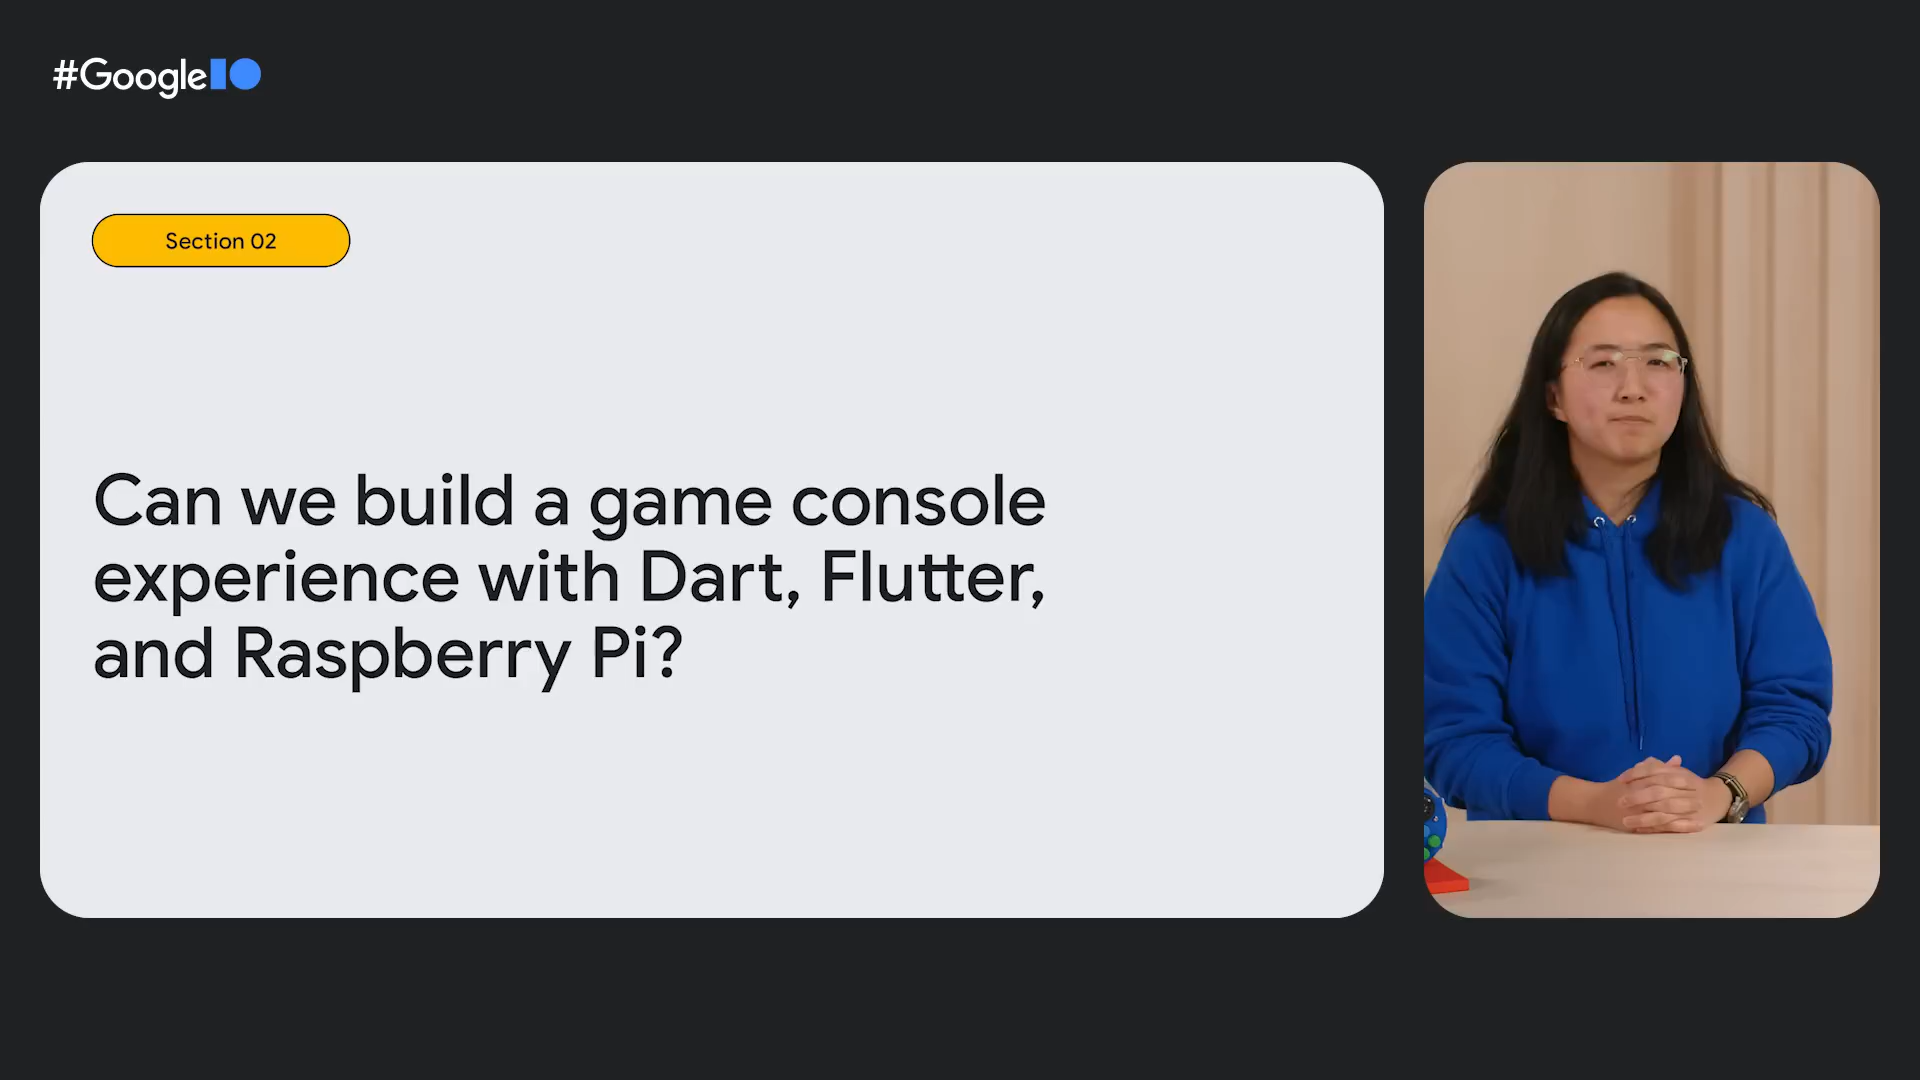 #GoogleIO
Section 02
Can we build a game console
experience with Dart, Flutter,
and Raspberry Pi?